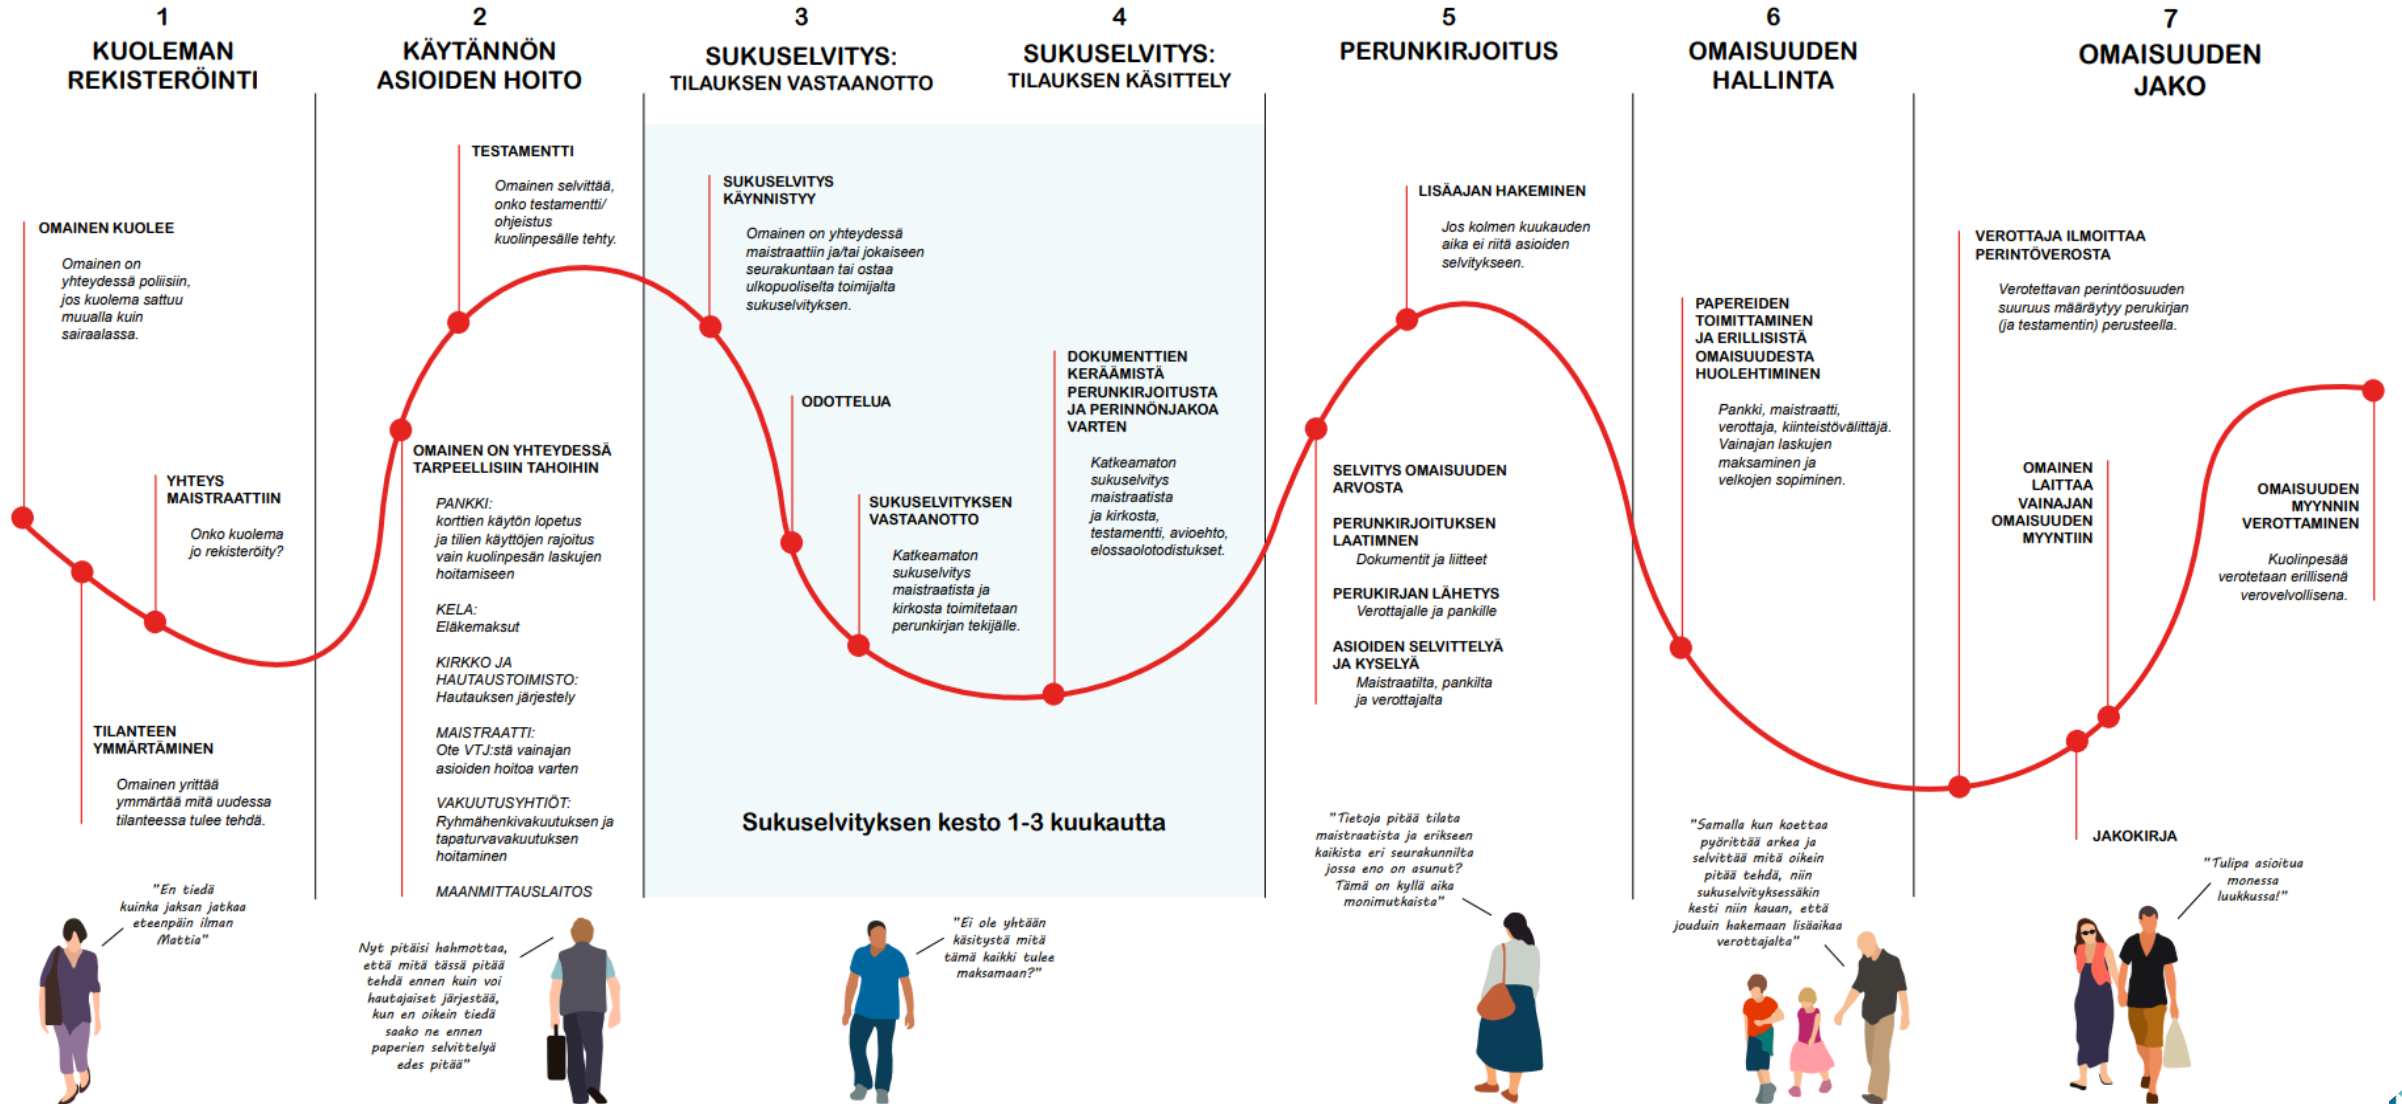 1
KUOLEMAN
REKISTERÖINTI
OMAINEN KUOLEE
Omainen on
yhteydessä poliisiin,
jos kuolema sattuu
muualla kuin
sairaalassa.
YHTEYS
MAISTRAATTIIN
Onko kuolema
jo rekisteröity?
TILANTEEN
YMMÄRTÄMINEN
Omainen yrittää
ymmärtää mitä uudessa
tilanteessa tulee tehdä.
"En tiedä
kuinka jaksan jatkaa
eteenpäin ilman
Mattia"
2
KÄYTÄNNÖN
ASIOIDEN HOITO
TESTAMENTTI
Omainen selvittää,
onko testamentti/
ohjeistus
kuolinpesälle tehty.
OMAINEN ON YHTEYDESSÄ
TARPEELLISIIN TAHOIHIN
PANKKI:
korttien käytön lopetus
ja tilien käyttöjen rajoitus
vain kuolinpesän laskujen
hoitamiseen
KELA:
Eläkemaksut
KIRKKO JA
HAUTAUSTOIMISTO:
Hautauksen järjestely
MAISTRAATTI:
Ote VTJ:stä vainajan
asioiden hoitoa varten
VAKUUTUSYHTIÖT:
Ryhmähenkivakuutuksen ja
tapaturvavakuutuksen
hoitaminen
MAANMITTAUSLAITOS
Nyt pitäisi hahmottaa,
että mitä tässä pitää
tehdä ennen kuin voi
hautajaiset järjestää,
kun en oikein tiedä
saako ne ennen
paperien selvittelyä
edes pitää"
3
SUKUSELVITYS:
TILAUKSEN VASTAANOTTO
SUKUSELVITYS
KÄYNNISTYY
Omainen on yhteydessä
maistraattiin ja/tai jokaiseen
seurakuntaan tai ostaa
ulkopuoliselta toimijalta
sukuselvityksen.
ODOTTELUA
SUKUSELVITYKSEN
VASTAANOTTO
Katkeamaton
sukuselvitys
maistraatista ja
kirkosta toimitetaan
perunkirjan tekijälle.
4
SUKUSELVITYS:
TILAUKSEN KÄSITTELY
DOKUMENTTIEN
KERÄÄMISTÄ
PERUNKIRJOITUSTA
JA PERINNÖNJAKOA
VARTEN
Katkeamaton
sukuselvitys
maistraatista
ja kirkosta,
testamentti, avioehto,
elossaolotodistukset.
Sukuselvityksen kesto 1-3 kuukautta
"Ei ole yhtään
käsitystä mitä
tämä kaikki tulee
maksamaan?"
5
PERUNKIRJOITUS
LISÄAJAN HAKEMINEN
Jos kolmen kuukauden
aika ei riitä asioiden
selvitykseen.
SELVITYS OMAISUUDEN
ARVOSTA
PERUNKIRJOITUKSEN
LAATIMNEN
Dokumentit ja liitteet
PERUKIRJAN LÄHETYS
Verottajalle ja pankille
ASIOIDEN SELVITTELYÄ
JA KYSELYÄ
Maistraatilta, pankilta
ja verottajalta
"Tietoja pitää tilata
maistraatista ja erikseen
kaikista eri seurakunnilta
jossa eno on asunut?
Tämä on kyllä aika
monimutkaista"
6
OMAISUUDEN
HALLINTA
PAPEREIDEN
TOIMITTAMINEN
JA ERILLISISTÄ
OMAISUUDESTA
HUOLEHTIMINEN
Pankki, maistraatti,
verottaja, kiinteistövälittäjä.
Vainajan laskujen
maksaminen ja
velkojen sopiminen.
"Samalla kun koettaa
pyörittää arkea ja
selvittää mitä oikein
pitää tehdä, niin
sukuselvityksessäkin
kesti niin kauan, että
jouduin hakemaan lisäaikaa
verottajalta"
7
OMAISUUDEN
JAKO
VEROTTAJA ILMOITTAA
PERINTÖVEROSTA
Verotettavan perintöosuuden
suuruus määräytyy perukirjan
(ja testamentin) perusteella.
OMAINEN
LAITTAA
VAINAJAN
OMAISUUDEN
MYYNTIIN
OMAISUUDEN
MYYNNIN
VEROTTAMINEN
Kuolinpesää
verotetaan erillisenä
verovelvollisena.
JAKOKIRJA
"Tulipa asioitua
monessa
luukkussa!"